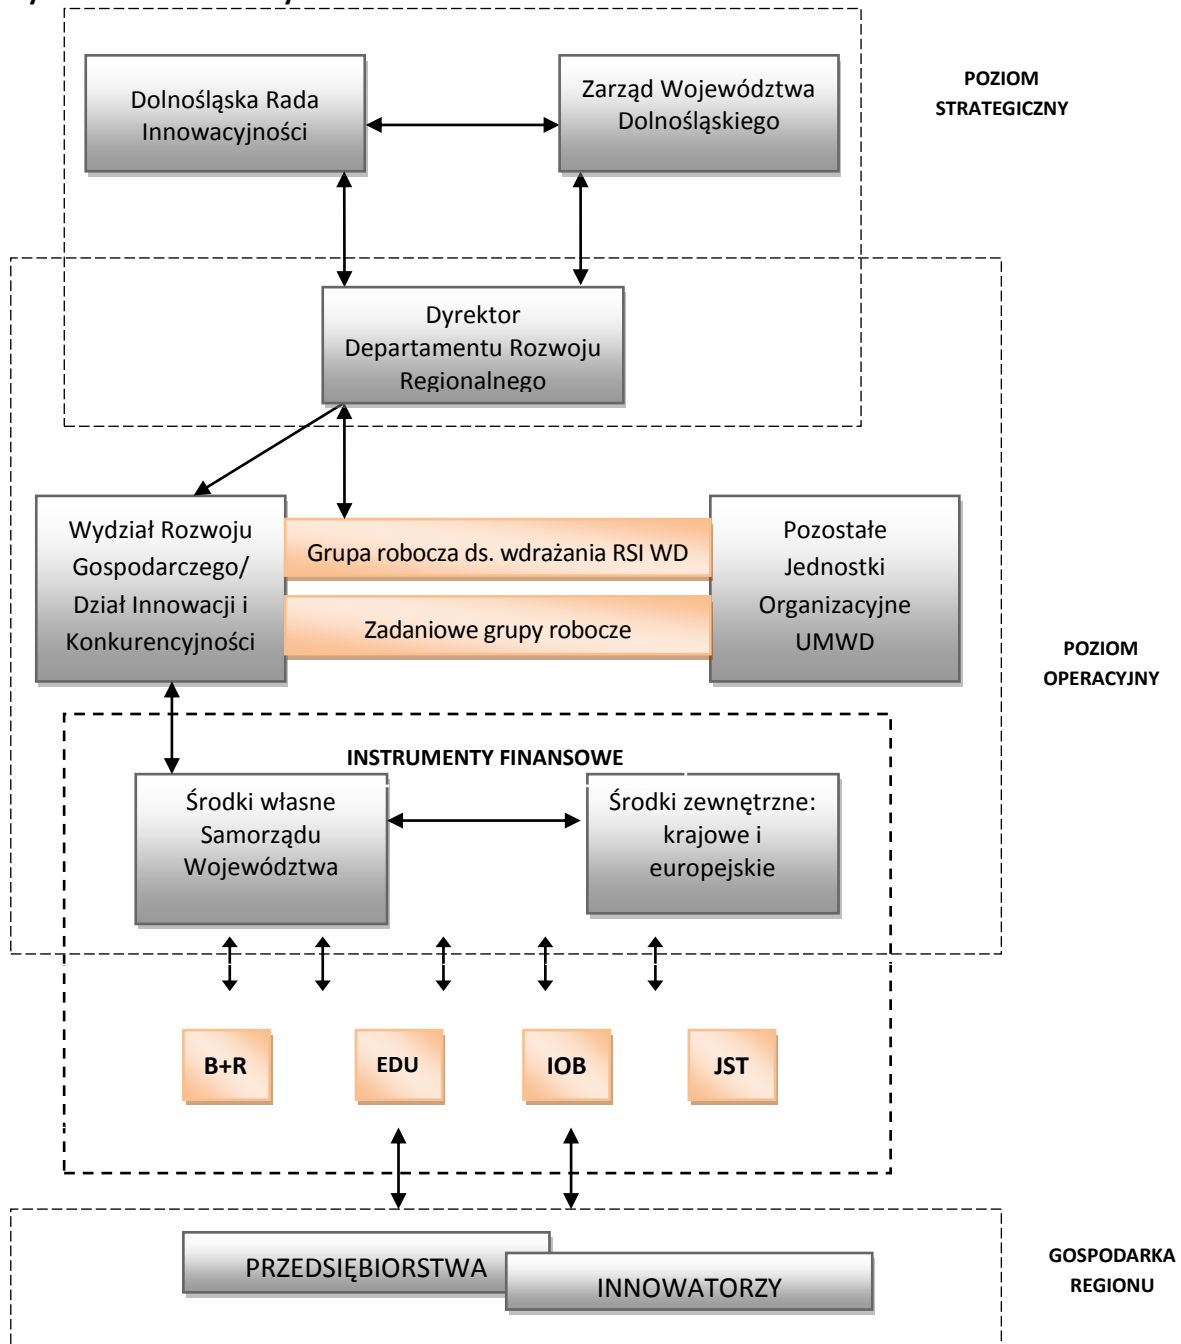 Dolnośląska Rada
Innowacyjności
Zarząd Województwa
Dolnośląskiego
POZIOM
STRATEGICZNY
Dyrektor
Departamentu Rozwoju
Regionalnego
Wydział Rozwoju
Gospodarczego/
Dział Innowacji i
Konkurencyjności
Grupa robocza ds. wdrażania RSI WD
Zadaniowe grupy robocze
Pozostałe
Jednostki
Organizacyjne
UMWD
POZIOM
OPERACYJNY
INSTRUMENTY FINANSOWE
Środki własne
Samorządu
Województwa
Środki zewnętrzne:
krajowe i
europejskie
B+R
EDU
IOB
JST
PRZEDSIĘBIORSTWA
INNOWATORZY
GOSPODARKA
REGIONU